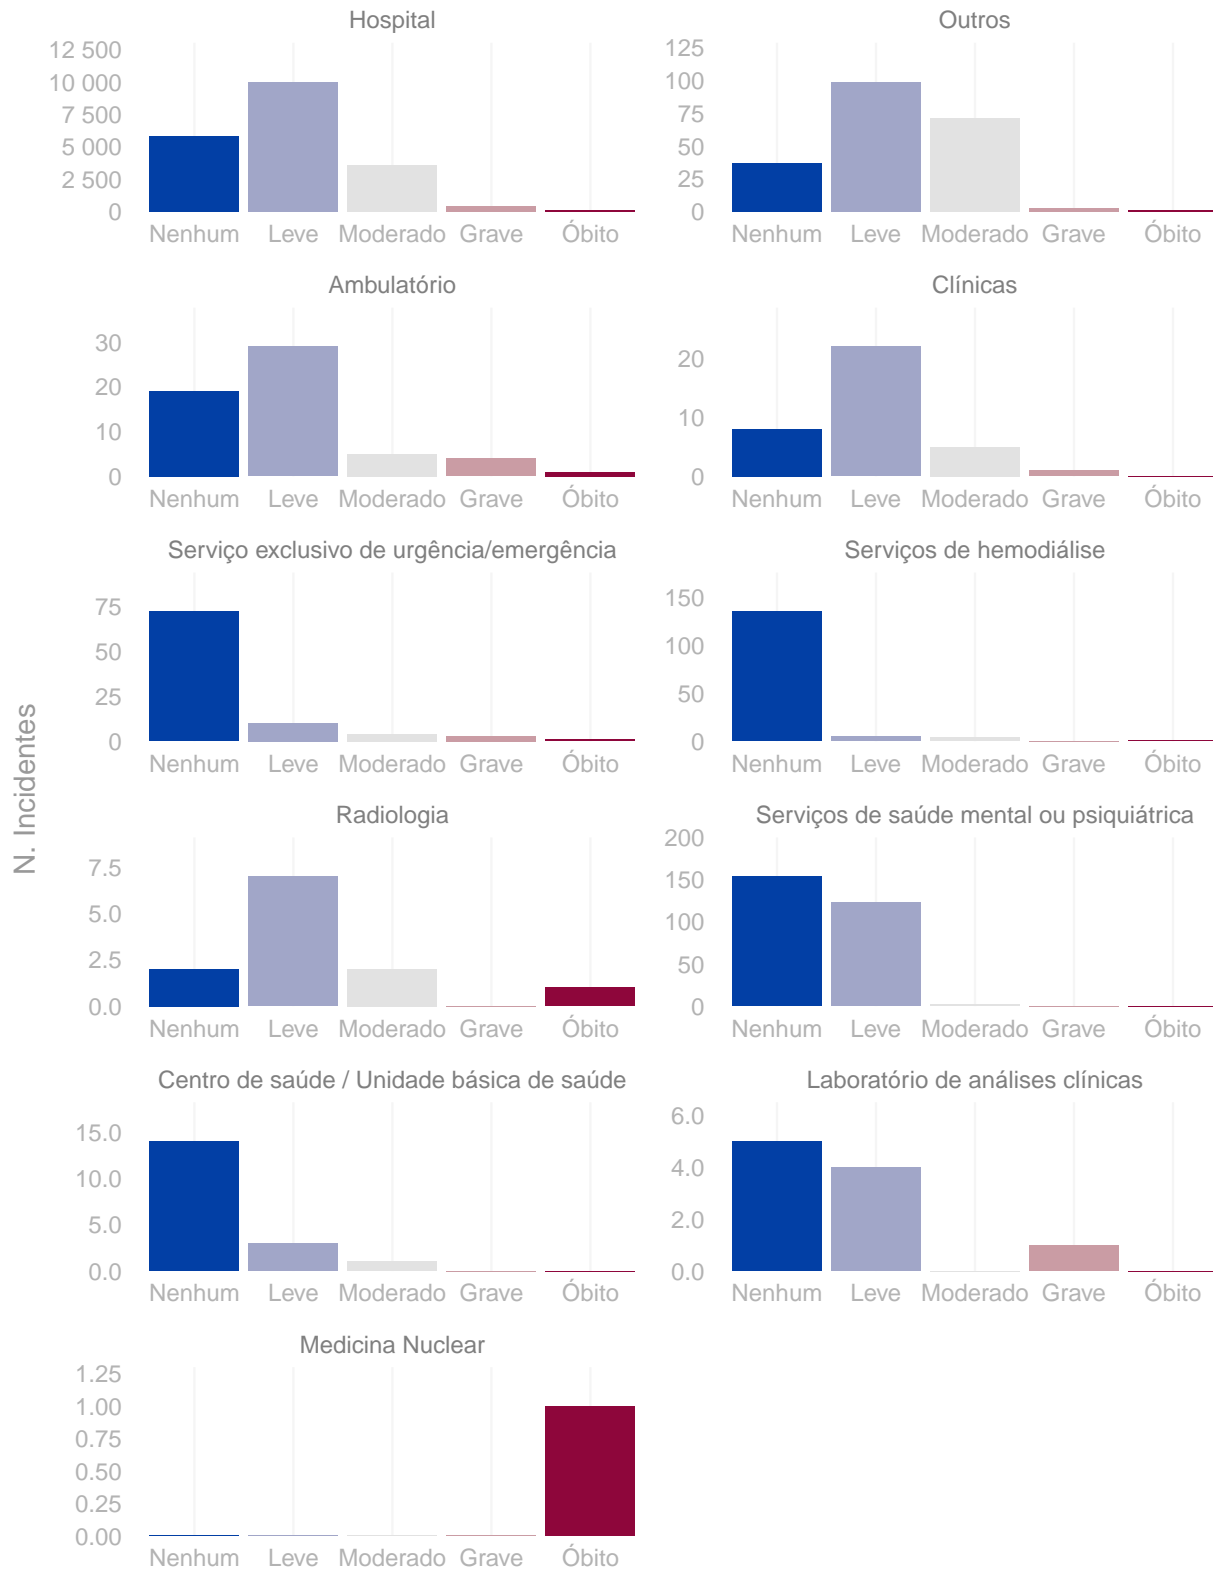 Hospital
12 500
10 000
7 500
5 000
2 500
0
Nenhum Leve Moderado Grave Óbito
Outros
125
100
75
50
25
0
Nenhum Leve Moderado Grave Óbito
Ambulatório
30
20
10
0
Nenhum Leve Moderado Grave Óbito
Clínicas
20
10
0
Nenhum Leve Moderado Grave Óbito
Serviço exclusivo de urgência/emergência
75
50
25
0
Nenhum Leve Moderado Grave Óbito
Serviços de hemodiálise
150
100
50
0
Nenhum Leve Moderado Grave Óbito
N. Incidentes
Radiologia
7.5
5.0
2.5
0.0
Nenhum Leve Moderado Grave Óbito
Serviços de saúde mental ou psiquiátrica
200
150
100
50
0
Nenhum Leve Moderado Grave Óbito
Centro de saúde / Unidade básica de saúde
15.0
10.0
5.0
0.0
Nenhum Leve Moderado Grave Óbito
Laboratório de análises clínicas
6.0
4.0
2.0
0.0
Nenhum Leve Moderado Grave Óbito
Medicina Nuclear
1.25
1.00
0.75
0.50
0.25
0.00
Nenhum Leve Moderado Grave Óbito